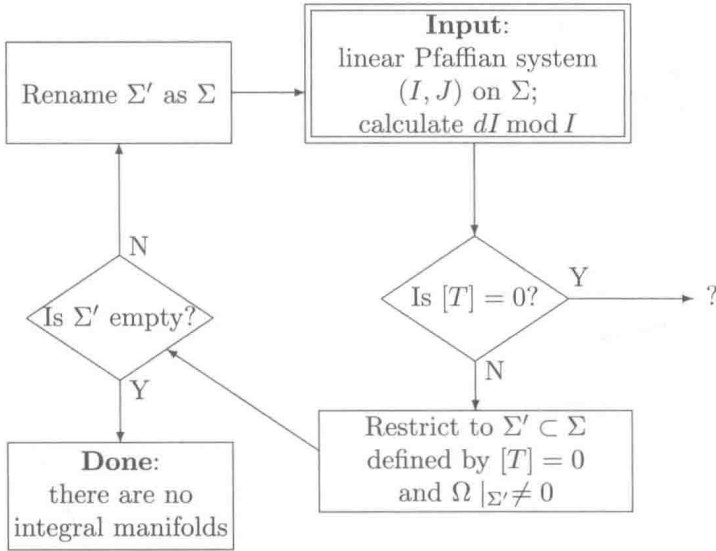 Rename Σ′ as Σ
Input:
linear Pfaffian system
(I, J) on Σ;
calculate dI mod I
N
Is Σ′ empty?
Y
Is [T] = 0?
Y
?
N
Done:
there are no
integral manifolds
Restrict to Σ′ ⊂ Σ
defined by [T] = 0
and Ω |Σ′ ≠ 0